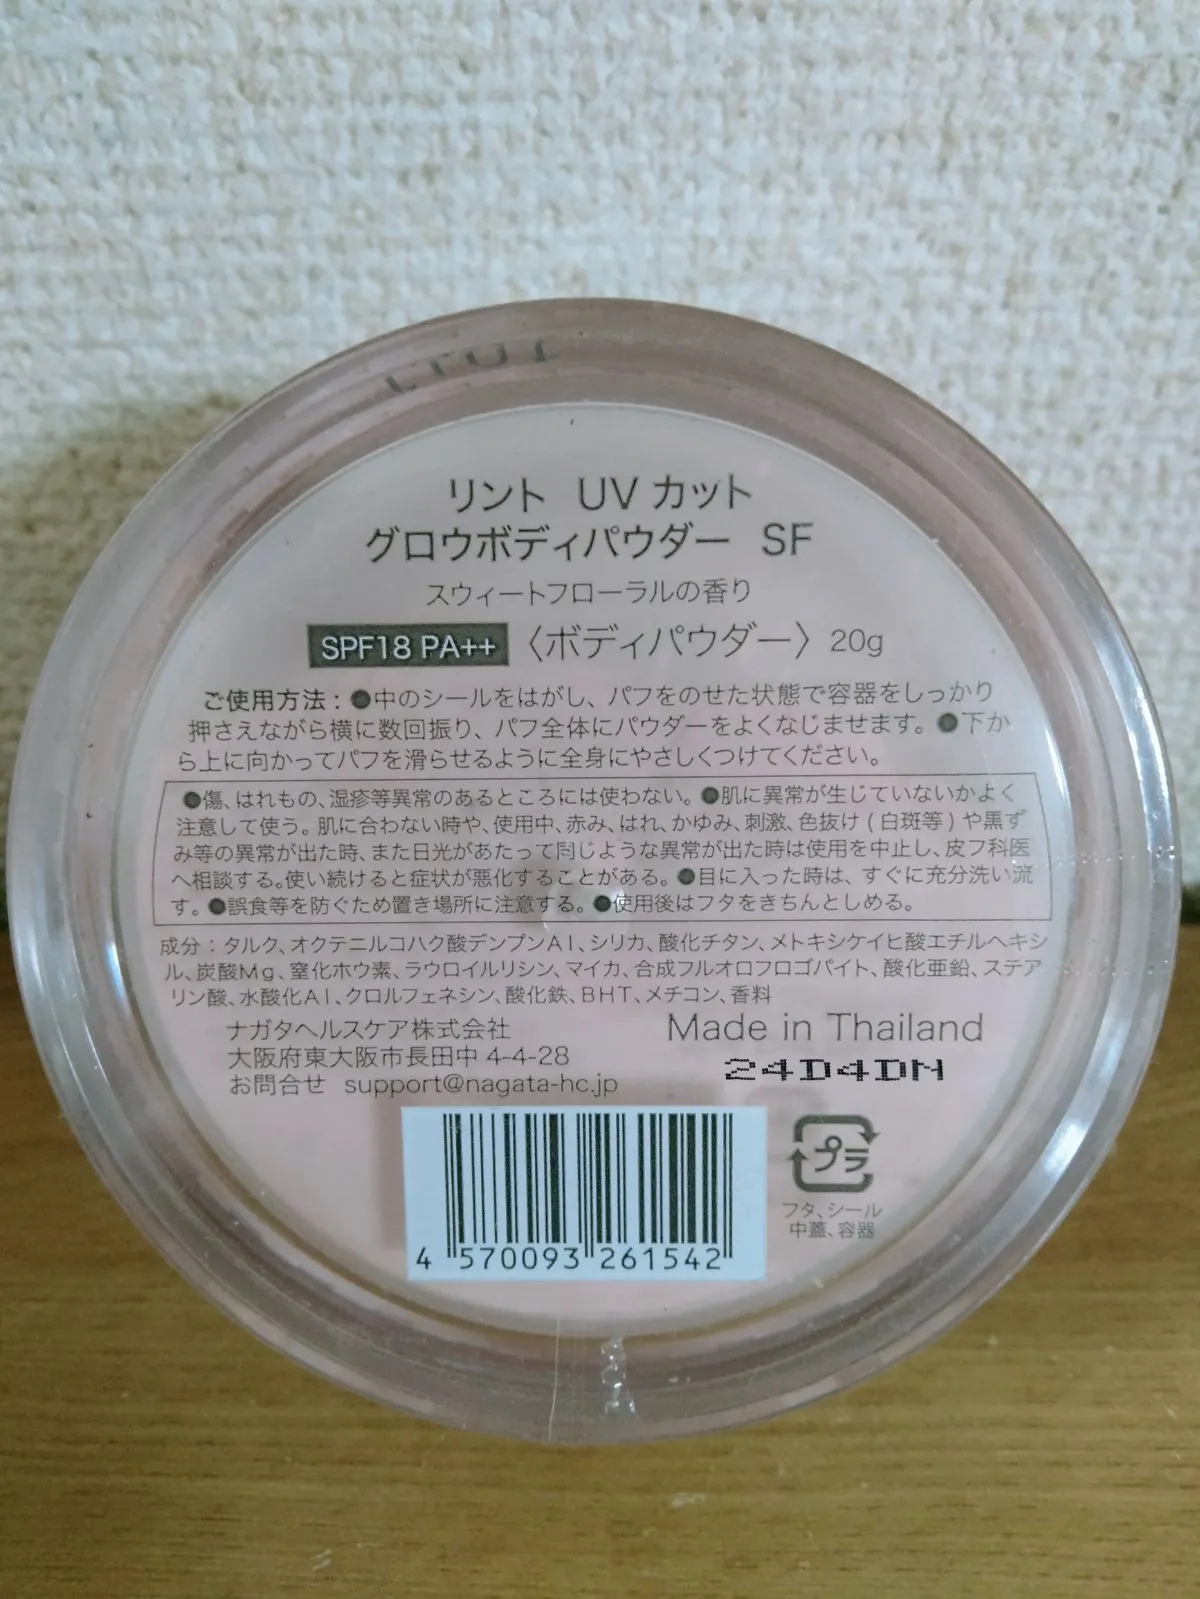 リント UVカット
グロウボディパウダー SF
スウィートフローラルの香り
SPF18 PA++ 〈ボディパウダー〉 20g
ご使用方法：●中のシールをはがし、パフをのせた状態で容器をしっかり
押さえながら横に数回振り、パフ全体にパウダーをよくなじませます。●下か
ら上に向かってパフを滑らせるように全身にやさしくつけてください。
●傷、はれもの、湿疹等異常のあるところには使わない。●肌に異常が生じていないかよく
注意して使う。肌に合わない時や、使用中、赤み、はれ、かゆみ、刺激、色抜け(白斑等)や黒ず
み等の異常が出た時、また日光があたって同じような異常が出た時は使用を中止し、皮フ科医
へ相談する。使い続けると症状が悪化することがある。●目に入った時は、すぐに充分洗い流
す。●誤食等を防ぐため置き場所に注意する。●使用後はフタをきちんとしめる。
成分：タルク、オクテニルコハク酸デンプンAl、シリカ、酸化チタン、メトキシケイヒ酸エチルヘキシ
ル、炭酸Mg、窒化ホウ素、ラウロイルリシン、マイカ、合成フルオロフロゴパイト、酸化亜鉛、ステア
リン酸、水酸化Al、クロルフェネシン、酸化鉄、BHT、メチコン、香料
ナガタヘルスケア株式会社
大阪府東大阪市長田中 4-4-28
お問合せ support@nagata-hc.jp
Made in Thailand
24D4DN
4 570093 261542
プラ
フタ、シール
中蓋、容器